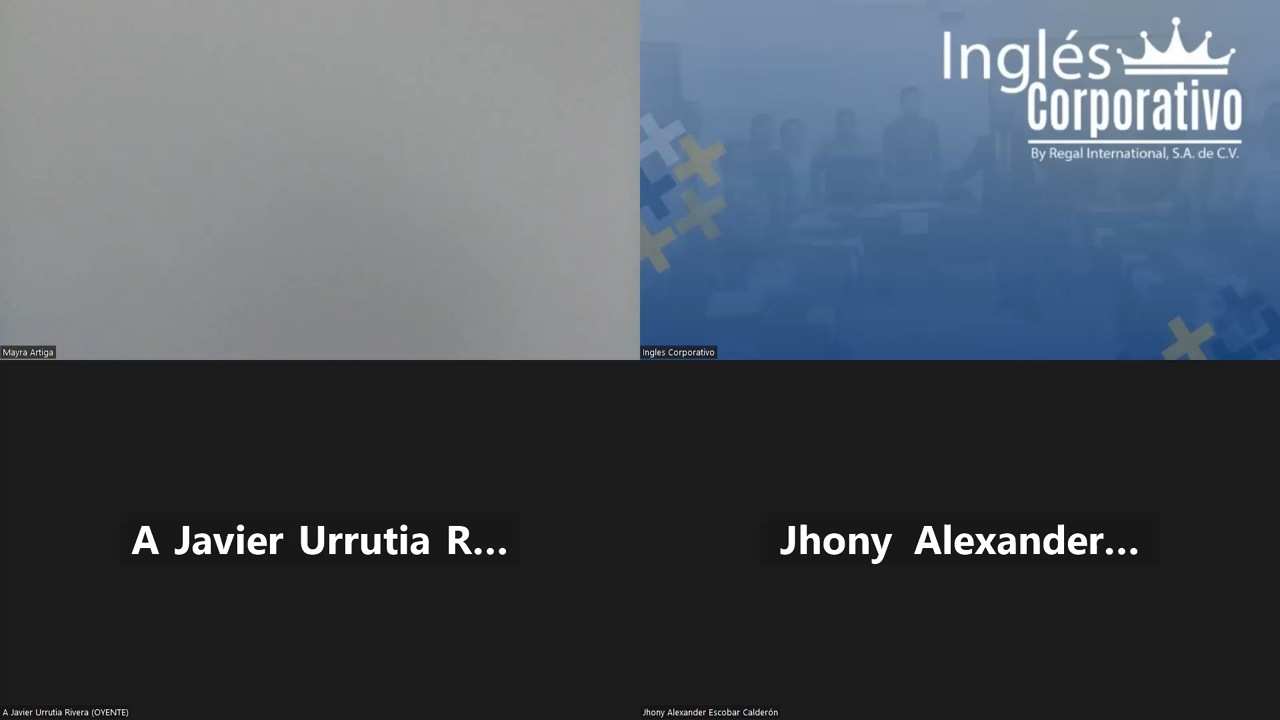 Inglés
Corporativo
By Regal International, S.A. de C.V.
Mayra Artiga
Ingles Corporativo
A Javier Urrutia R...
Jhony Alexander...
A Javier Urrutia Rivera (OYENTE)
Jhony Alexander Escobar Calderón